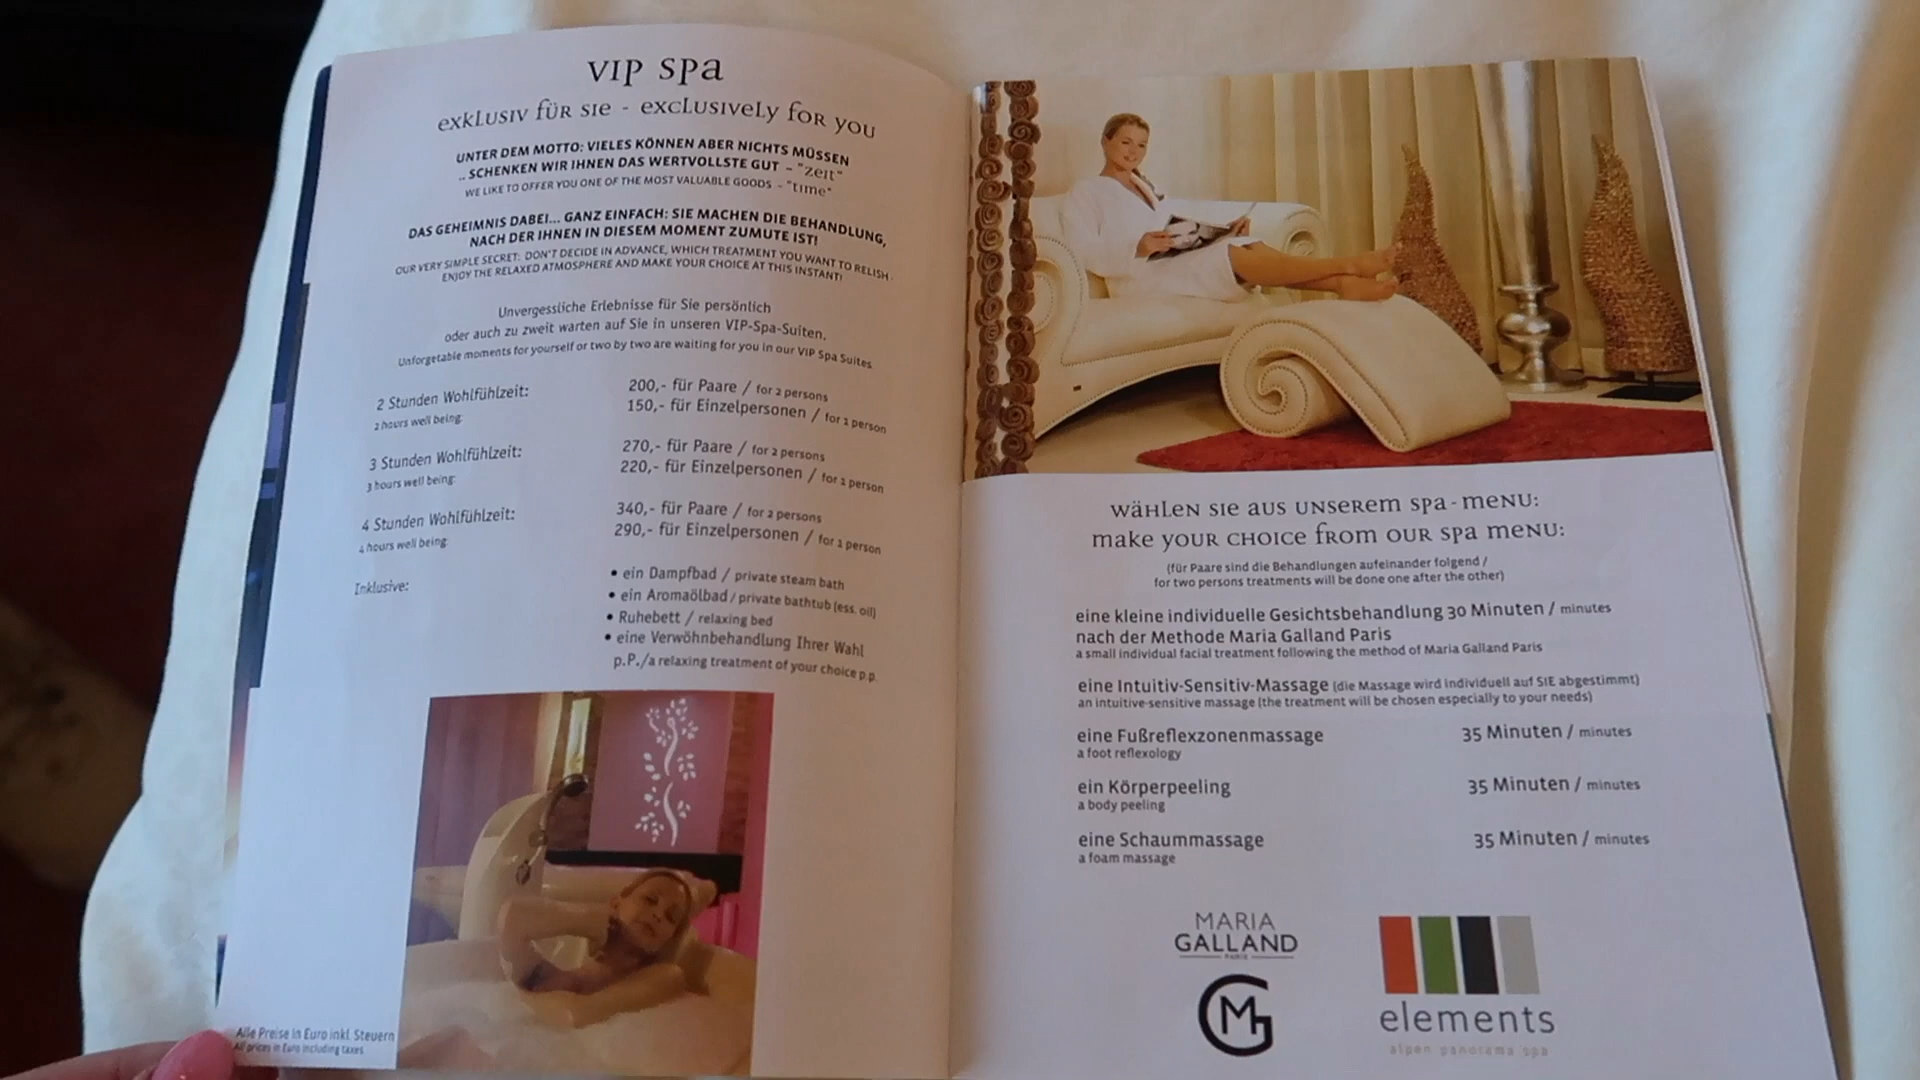 VIP spa
exklusiv für sie - exclusively for you
UNTER DEM MOTTO: VIELES KÖNNEN ABER NICHTS MÜSSEN
.. SCHENKEN WIR IHNEN DAS WERTVOLLSTE GUT - "zeit"
WE LIKE TO OFFER YOU ONE OF THE MOST VALUABLE GOODS - "time"
DAS GEHEIMNIS DABEI... GANZ EINFACH: SIE MACHEN DIE BEHANDLUNG,
NACH DER IHNEN IN DIESEM MOMENT ZUMUTE IST!
OUR VERY SIMPLE SECRET: DON'T DECIDE IN ADVANCE, WHICH TREATMENT YOU WANT TO RELISH -
ENJOY THE RELAXED ATMOSPHERE AND MAKE YOUR CHOICE AT THIS INSTANT!
Unvergessliche Erlebnisse für Sie persönlich
oder auch zu zweit warten auf Sie in unseren VIP-Spa-Suiten.
Unforgetable moments for yourself or two by two are waiting for you in our VIP Spa Suites
2 Stunden Wohlfühlzeit: 200,- für Paare / for 2 persons
2 hours well being: 150,- für Einzelpersonen / for 1 person
3 Stunden Wohlfühlzeit: 270,- für Paare / for 2 persons
3 hours well being: 220,- für Einzelpersonen / for 1 person
4 Stunden Wohlfühlzeit: 340,- für Paare / for 2 persons
4 hours well being: 290,- für Einzelpersonen / for 1 person
Inklusive: • ein Dampfbad / private steam bath
• ein Aromaölbad / private bathtub (ess. oil)
• Ruhebett / relaxing bed
• eine Verwöhnbehandlung Ihrer Wahl
p.P./a relaxing treatment of your choice p.p.
Alle Preise in Euro inkl. Steuern
All prices in Euro including taxes
wählen sie aus unserem spa-menu:
make your choice from our spa menu:
(für Paare sind die Behandlungen aufeinander folgend /
for two persons treatments will be done one after the other)
eine kleine individuelle Gesichtsbehandlung 30 Minuten / minutes
nach der Methode Maria Galland Paris
a small individual facial treatment following the method of Maria Galland Paris
eine Intuitiv-Sensitiv-Massage (die Massage wird individuell auf SIE abgestimmt)
an intuitive-sensitive massage (the treatment will be chosen especially to your needs)
eine Fußreflexzonenmassage 35 Minuten / minutes
a foot reflexology
ein Körperpeeling 35 Minuten / minutes
a body peeling
eine Schaummassage 35 Minuten / minutes
a foam massage
MARIA
GALLAND
PARIS
MG
elements
alpen panorama spa